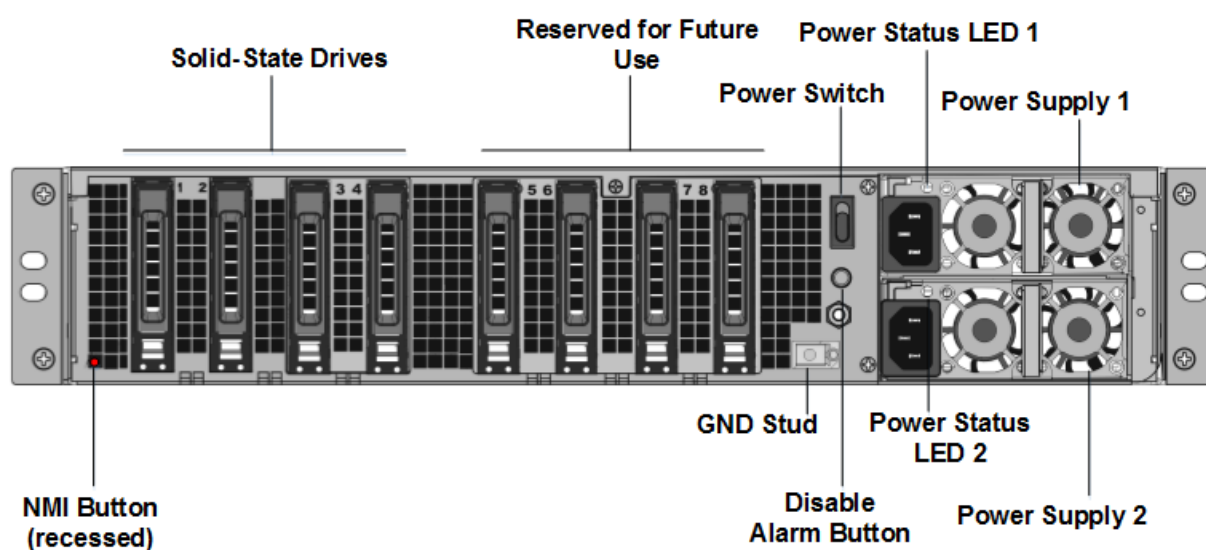 Reserved for Future
Use
Power Status LED 1
Solid-State Drives
Power Switch
Power Supply 1
1 2
3 4
5 6
7 8
GND Stud
Power Status
LED 2
NMI Button
(recessed)
Disable
Alarm Button
Power Supply 2